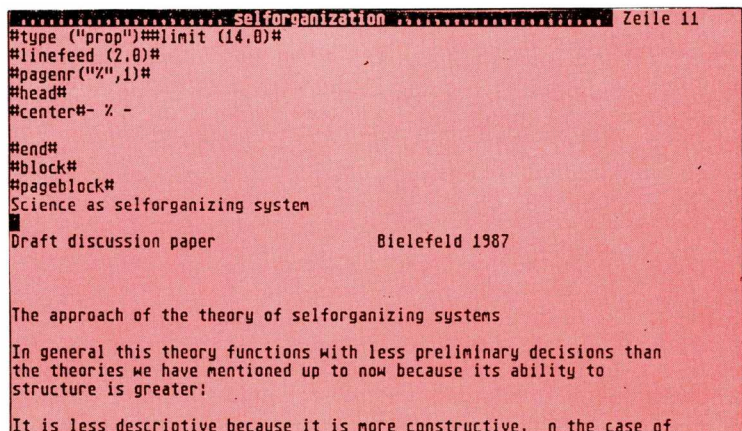 selforganization Zeile 11
#type ("prop")##limit (14.0)#
#linefeed (2.0)#
#pagenr("%",1)#
#head#
#center#- % -
#end#
#block#
#pageblock#
Science as selforganizing system
Draft discussion paper Bielefeld 1987
The approach of the theory of selforganizing systems
In general this theory functions with less preliminary decisions than
the theories we have mentioned up to now because its ability to
structure is greater:
It is less descriptive because it is more constructive. n the case of